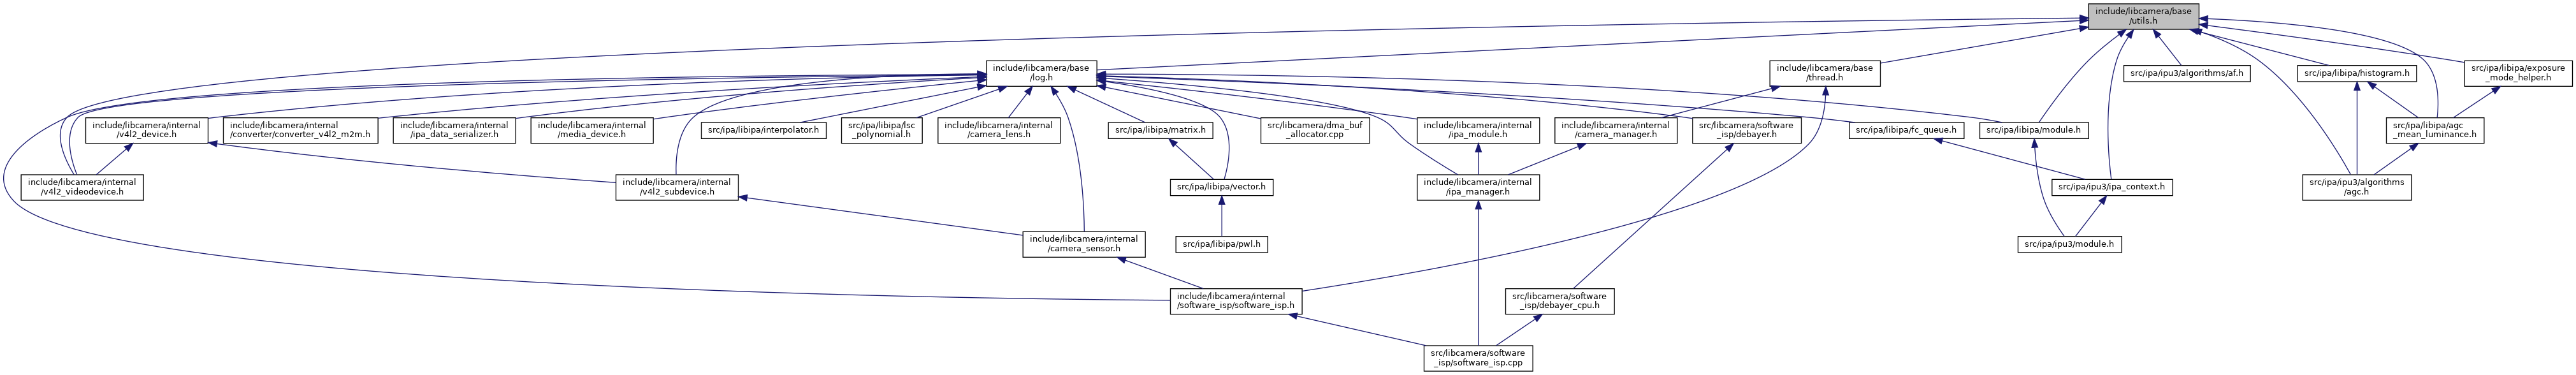 include/libcamera/base
/utils.h
include/libcamera/base
/log.h
include/libcamera/base
/thread.h
src/ipa/ipu3/algorithms/af.h
src/ipa/libipa/histogram.h
src/ipa/libipa/exposure
_mode_helper.h
include/libcamera/internal
/v4l2_device.h
include/libcamera/internal
/converter/converter_v4l2_m2m.h
include/libcamera/internal
/ipa_data_serializer.h
include/libcamera/internal
/media_device.h
src/ipa/libipa/interpolator.h
src/ipa/libipa/lsc
_polynomial.h
include/libcamera/internal
/camera_lens.h
src/ipa/libipa/matrix.h
src/libcamera/dma_buf
_allocator.cpp
include/libcamera/internal
/ipa_module.h
include/libcamera/internal
/camera_manager.h
src/libcamera/software
_isp/debayer.h
src/ipa/libipa/fc_queue.h
src/ipa/libipa/module.h
src/ipa/libipa/agc
_mean_luminance.h
include/libcamera/internal
/v4l2_videodevice.h
include/libcamera/internal
/v4l2_subdevice.h
src/ipa/libipa/vector.h
include/libcamera/internal
/ipa_manager.h
src/ipa/ipu3/ipa_context.h
src/ipa/ipu3/algorithms
/agc.h
include/libcamera/internal
/camera_sensor.h
src/ipa/libipa/pwl.h
src/ipa/ipu3/module.h
include/libcamera/internal
/software_isp/software_isp.h
src/libcamera/software
_isp/debayer_cpu.h
src/libcamera/software
_isp/software_isp.cpp